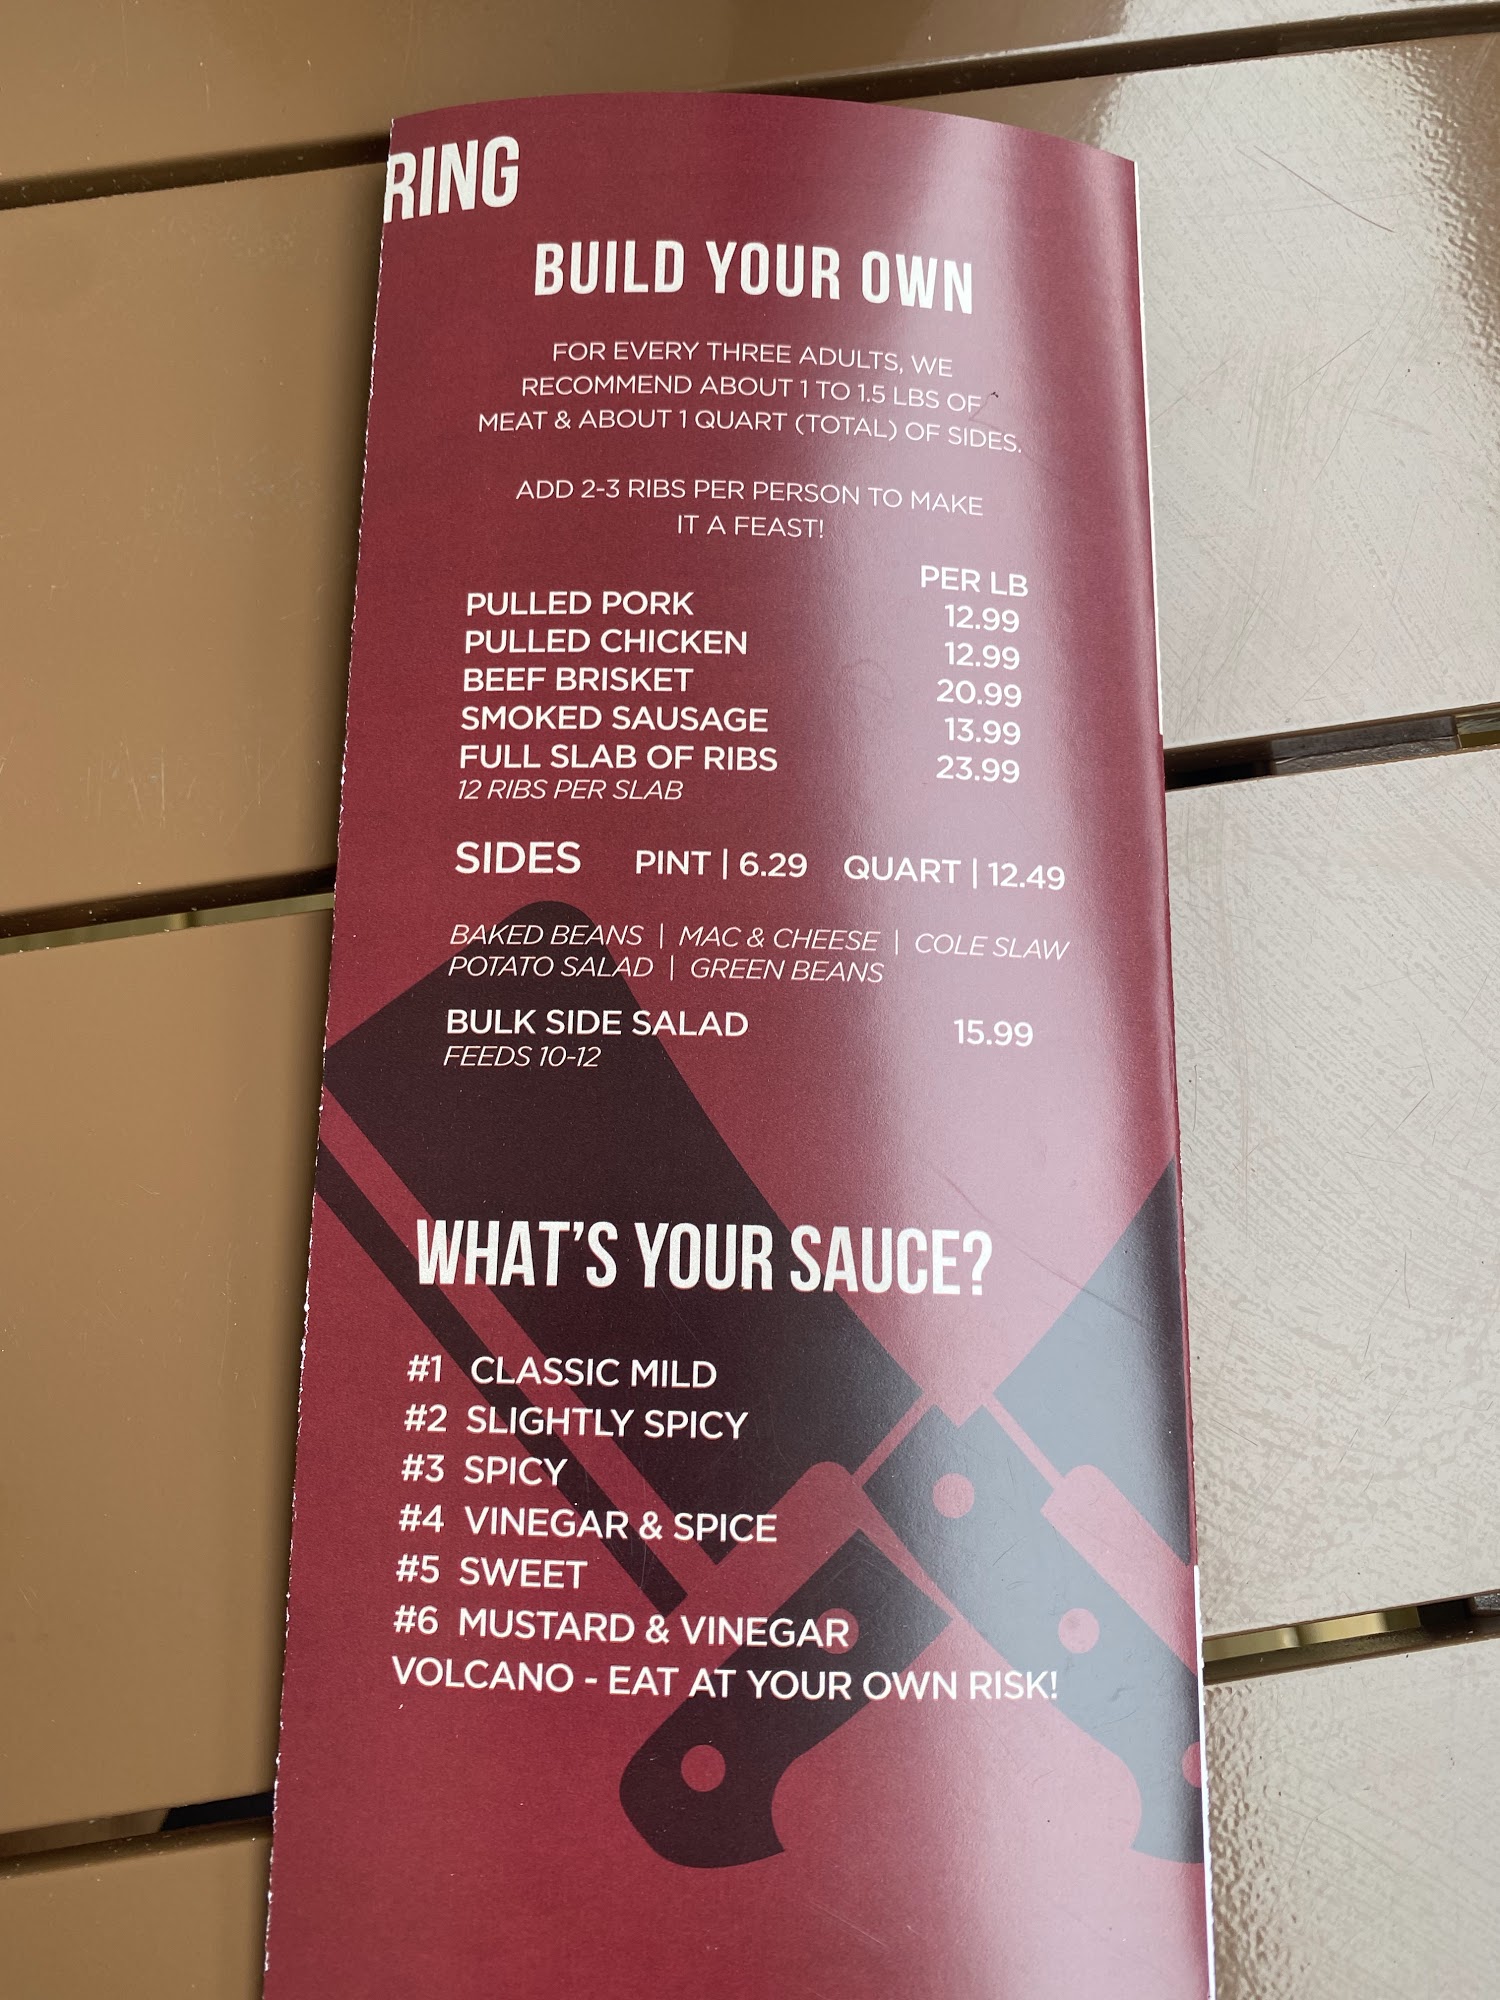 RING
BUILD YOUR OWN
FOR EVERY THREE ADULTS, WE
RECOMMEND ABOUT 1 TO 1.5 LBS OF
MEAT & ABOUT 1 QUART (TOTAL) OF SIDES.
ADD 2-3 RIBS PER PERSON TO MAKE
IT A FEAST!
PER LB
PULLED PORK 12.99
PULLED CHICKEN 12.99
BEEF BRISKET 20.99
SMOKED SAUSAGE 13.99
FULL SLAB OF RIBS 23.99
12 RIBS PER SLAB
SIDES PINT | 6.29 QUART | 12.49
BAKED BEANS | MAC & CHEESE | COLE SLAW
POTATO SALAD | GREEN BEANS
BULK SIDE SALAD 15.99
FEEDS 10-12
WHAT'S YOUR SAUCE?
#1 CLASSIC MILD
#2 SLIGHTLY SPICY
#3 SPICY
#4 VINEGAR & SPICE
#5 SWEET
#6 MUSTARD & VINEGAR
VOLCANO - EAT AT YOUR OWN RISK!